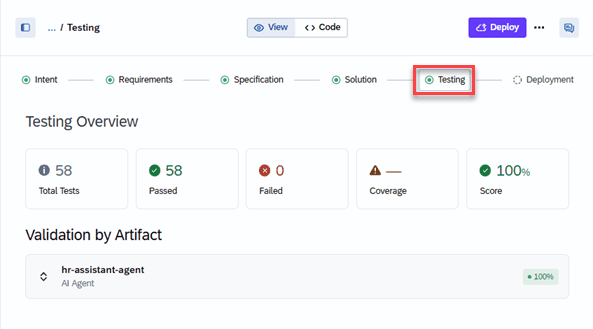 ... / Testing
View
Code
Deploy
...
Intent
Requirements
Specification
Solution
Testing
Deployment
Testing Overview
58
Total Tests
58
Passed
0
Failed
—
Coverage
100%
Score
Validation by Artifact
hr-assistant-agent
AI Agent
100%